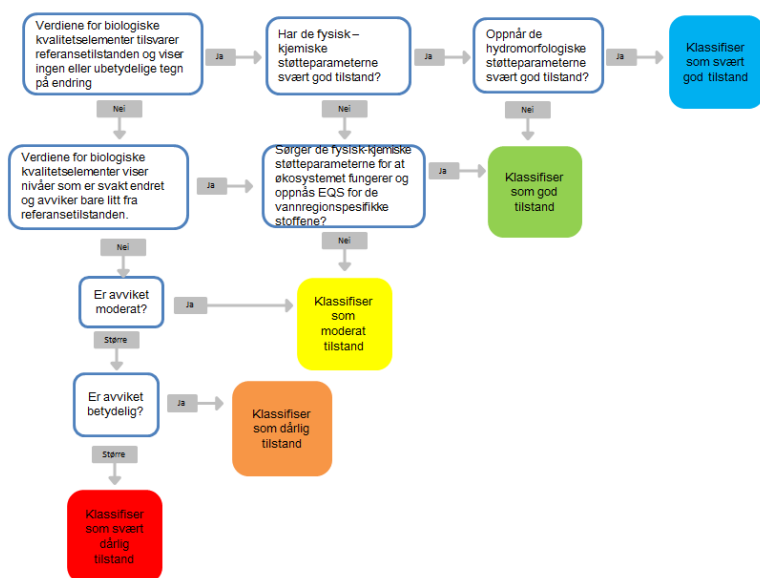 Verdiene for biologiske
kvalitetselementer tilsvarer
referansetilstanden og viser
ingen eller ubetydelige tegn
på endring
Ja
Har de fysisk –
kjemiske
støtteparameterne
svært god tilstand?
Ja
Oppnår de
hydromorfologiske
støtteparameterne
svært god tilstand?
Ja
Klassifiser
som svært
god tilstand
Nei
Nei
Nei
Verdiene for biologiske
kvalitetselementer viser
nivåer som er svakt endret
og avviker bare litt fra
referansetilstanden.
Ja
Sørger de fysisk-kjemiske
støtteparameterne for at
økosystemet fungerer og
oppnås EQS for de
vannregionspesifikke
stoffene?
Ja
Klassifiser
som god
tilstand
Nei
Nei
Er avviket
moderat?
Ja
Klassifiser
som
moderat
tilstand
Større
Er avviket
betydelig?
Ja
Klassifiser
som dårlig
tilstand
Større
Klassifiser
som svært
dårlig
tilstand